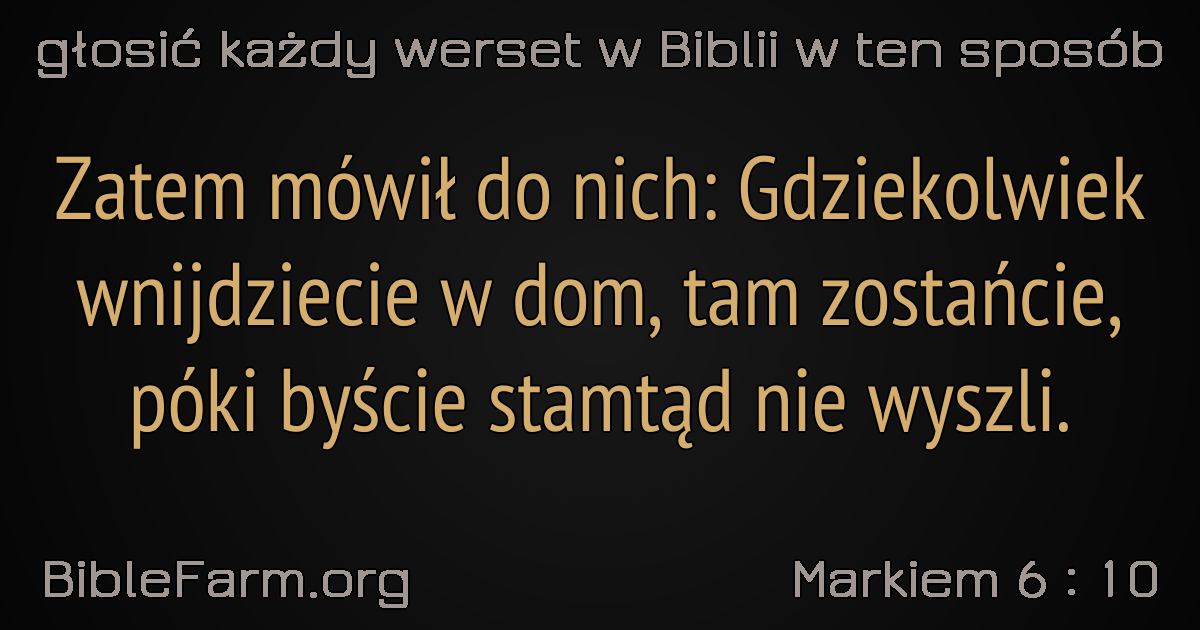 głosić każdy werset w Biblii w ten sposób
Zatem mówił do nich: Gdziekolwiek
wnijdziecie w dom, tam zostańcie,
póki byście stamtąd nie wyszli.
BibleFarm.org
Markiem 6 : 10